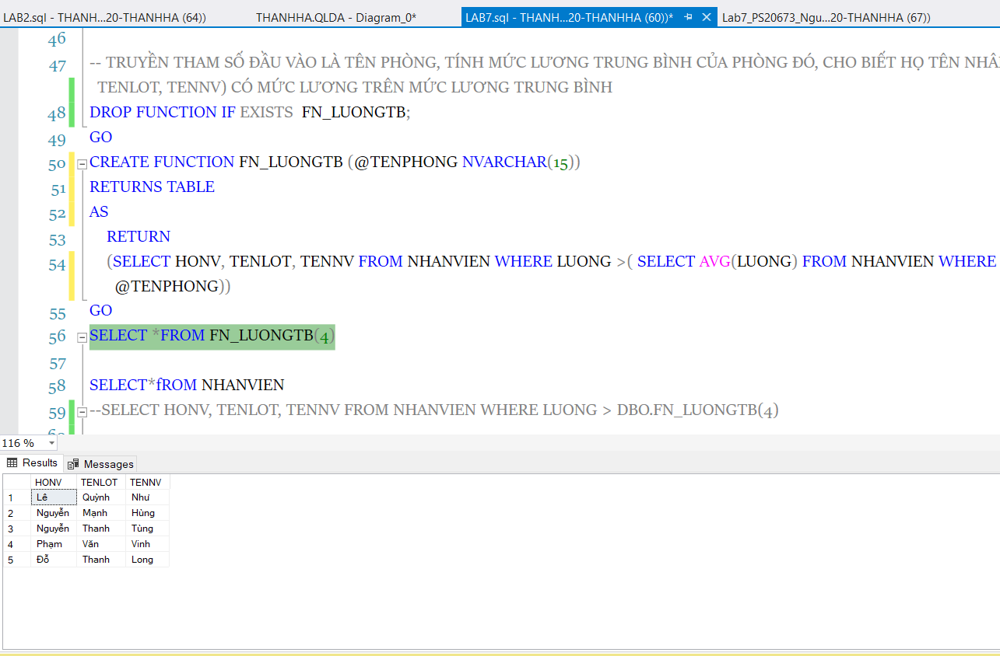 LAB2.sql - THANH...20-THANHHA (64)) THANHHA.QLDA - Diagram_0* LAB7.sql - THANH...20-THANHHA (60))* Lab7_PS20673_Ngu...20-THANHHA (67))
46
47 -- TRUYỀN THAM SỐ ĐẦU VÀO LÀ TÊN PHÒNG, TÍNH MỨC LƯƠNG TRUNG BÌNH CỦA PHÒNG ĐÓ, CHO BIẾT HỌ TÊN NHÂ
TENLOT, TENNV) CÓ MỨC LƯƠNG TRÊN MỨC LƯƠNG TRUNG BÌNH
48 DROP FUNCTION IF EXISTS FN_LUONGTB;
49 GO
50 CREATE FUNCTION FN_LUONGTB (@TENPHONG NVARCHAR(15))
51 RETURNS TABLE
52 AS
53 RETURN
54 (SELECT HONV, TENLOT, TENNV FROM NHANVIEN WHERE LUONG >( SELECT AVG(LUONG) FROM NHANVIEN WHERE
@TENPHONG))
55 GO
56 SELECT *FROM FN_LUONGTB(4)
57
58 SELECT*fROM NHANVIEN
59 --SELECT HONV, TENLOT, TENNV FROM NHANVIEN WHERE LUONG > DBO.FN_LUONGTB(4)
60
116 %
Results Messages
HONV TENLOT TENNV
1 Lê Quỳnh Như
2 Nguyễn Mạnh Hùng
3 Nguyễn Thanh Tùng
4 Phạm Văn Vinh
5 Đỗ Thanh Long